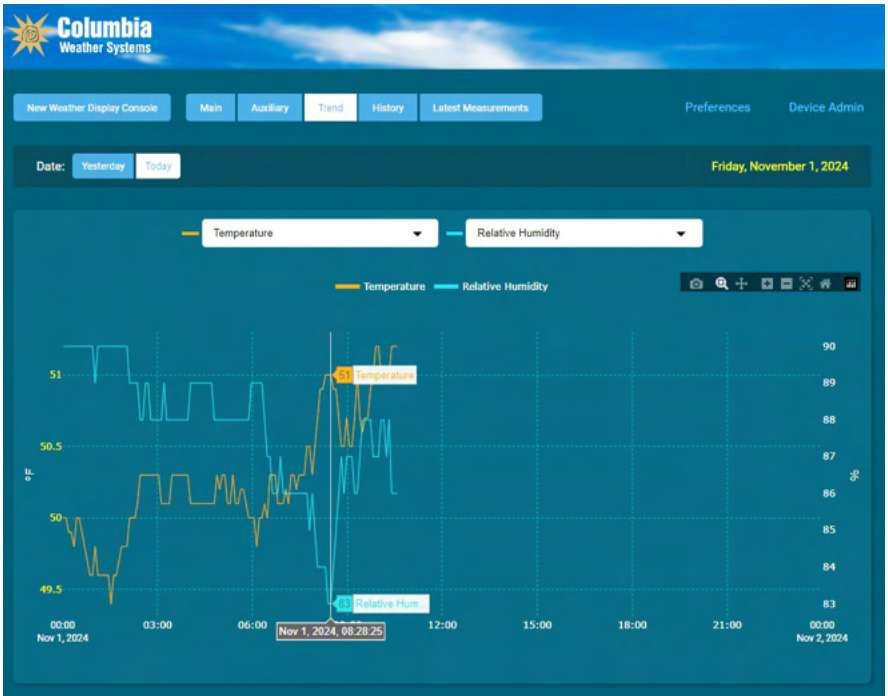 Columbia
Weather Systems
New Weather Display Console Main Auxiliary Trend History Latest Measurements Preferences Device Admin
Date: Yesterday Today Friday, November 1, 2024
Temperature Relative Humidity
Temperature Relative Humidity
90
51 51 Temperature 89
88
50.5 87
°F %
86
50 85
84
49.5 83 Relative Hum... 83
00:00 03:00 06:00 12:00 15:00 18:00 21:00 00:00
Nov 1, 2024 Nov 1, 2024, 08:28:25 Nov 2, 2024